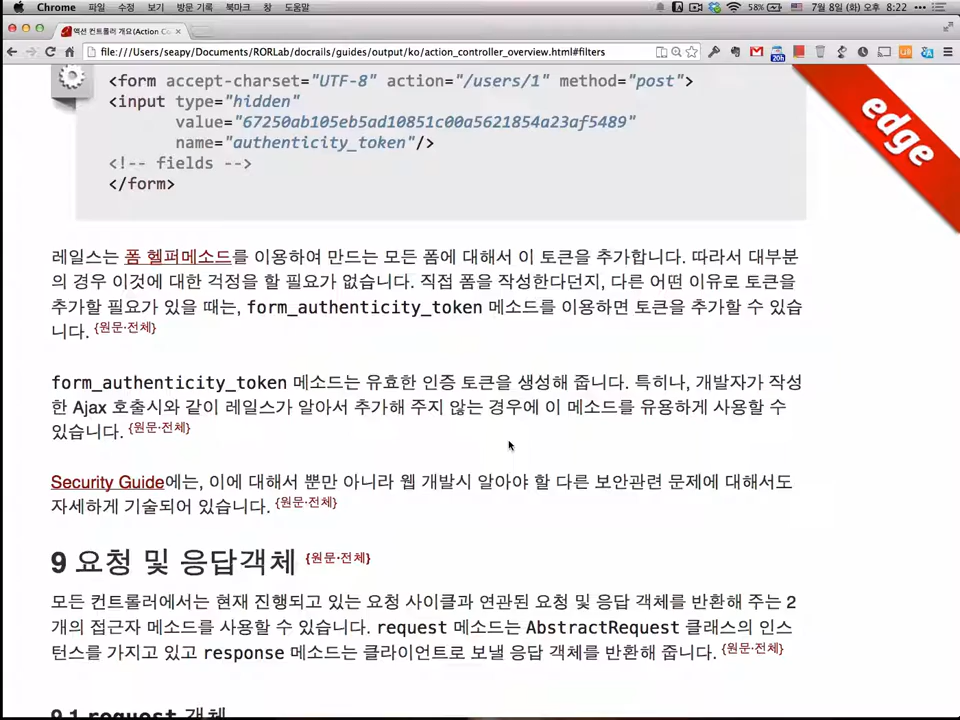 Chrome 파일 수정 보기 방문 기록 북마크 창 도움말 58% 7월 8일 (화) 오후 8:22
액션 컨트롤러 개요(Action Co
file:///Users/seapy/Documents/RORLab/docrails/guides/output/ko/action_controller_overview.html#filters
20h
<form accept-charset="UTF-8" action="/users/1" method="post">
<input type="hidden"
value="67250ab105eb5ad10851c00a5621854a23af5489"
name="authenticity_token"/>
<!-- fields -->
</form>
edge
레일스는 폼 헬퍼메소드를 이용하여 만드는 모든 폼에 대해서 이 토큰을 추가합니다. 따라서 대부분
의 경우 이것에 대한 걱정을 할 필요가 없습니다. 직접 폼을 작성한다던지, 다른 어떤 이유로 토큰을
추가할 필요가 있을 때는, form_authenticity_token 메소드를 이용하면 토큰을 추가할 수 있습
니다. {원문·전체}
form_authenticity_token 메소드는 유효한 인증 토큰을 생성해 줍니다. 특히나, 개발자가 작성
한 Ajax 호출시와 같이 레일스가 알아서 추가해 주지 않는 경우에 이 메소드를 유용하게 사용할 수
있습니다. {원문·전체}
Security Guide에는, 이에 대해서 뿐만 아니라 웹 개발시 알아야 할 다른 보안관련 문제에 대해서도
자세하게 기술되어 있습니다. {원문·전체}
9 요청 및 응답객체 {원문·전체}
모든 컨트롤러에서는 현재 진행되고 있는 요청 사이클과 연관된 요청 및 응답 객체를 반환해 주는 2
개의 접근자 메소드를 사용할 수 있습니다. request 메소드는 AbstractRequest 클래스의 인스
턴스를 가지고 있고 response 메소드는 클라이언트로 보낼 응답 객체를 반환해 줍니다. {원문·전체}
9.1 request 객체